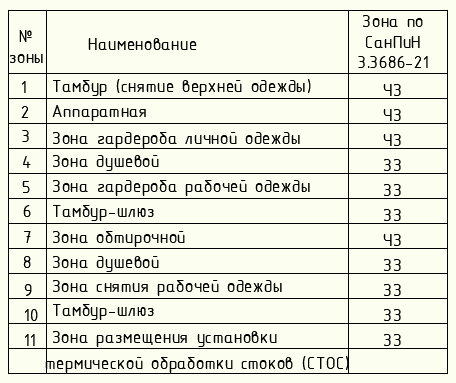 № зоны Наименование Зона по СанПиН 3.3686-21
1 Тамбур (снятие верхней одежды) ЧЗ
2 Аппаратная ЧЗ
3 Зона гардероба личной одежды ЧЗ
4 Зона душевой ЗЗ
5 Зона гардероба рабочей одежды ЗЗ
6 Тамбур-шлюз ЗЗ
7 Зона обтирочной ЧЗ
8 Зона душевой ЗЗ
9 Зона снятия рабочей одежды ЗЗ
10 Тамбур-шлюз ЗЗ
11 Зона размещения установки ЗЗ
термической обработки стоков (СТОС)